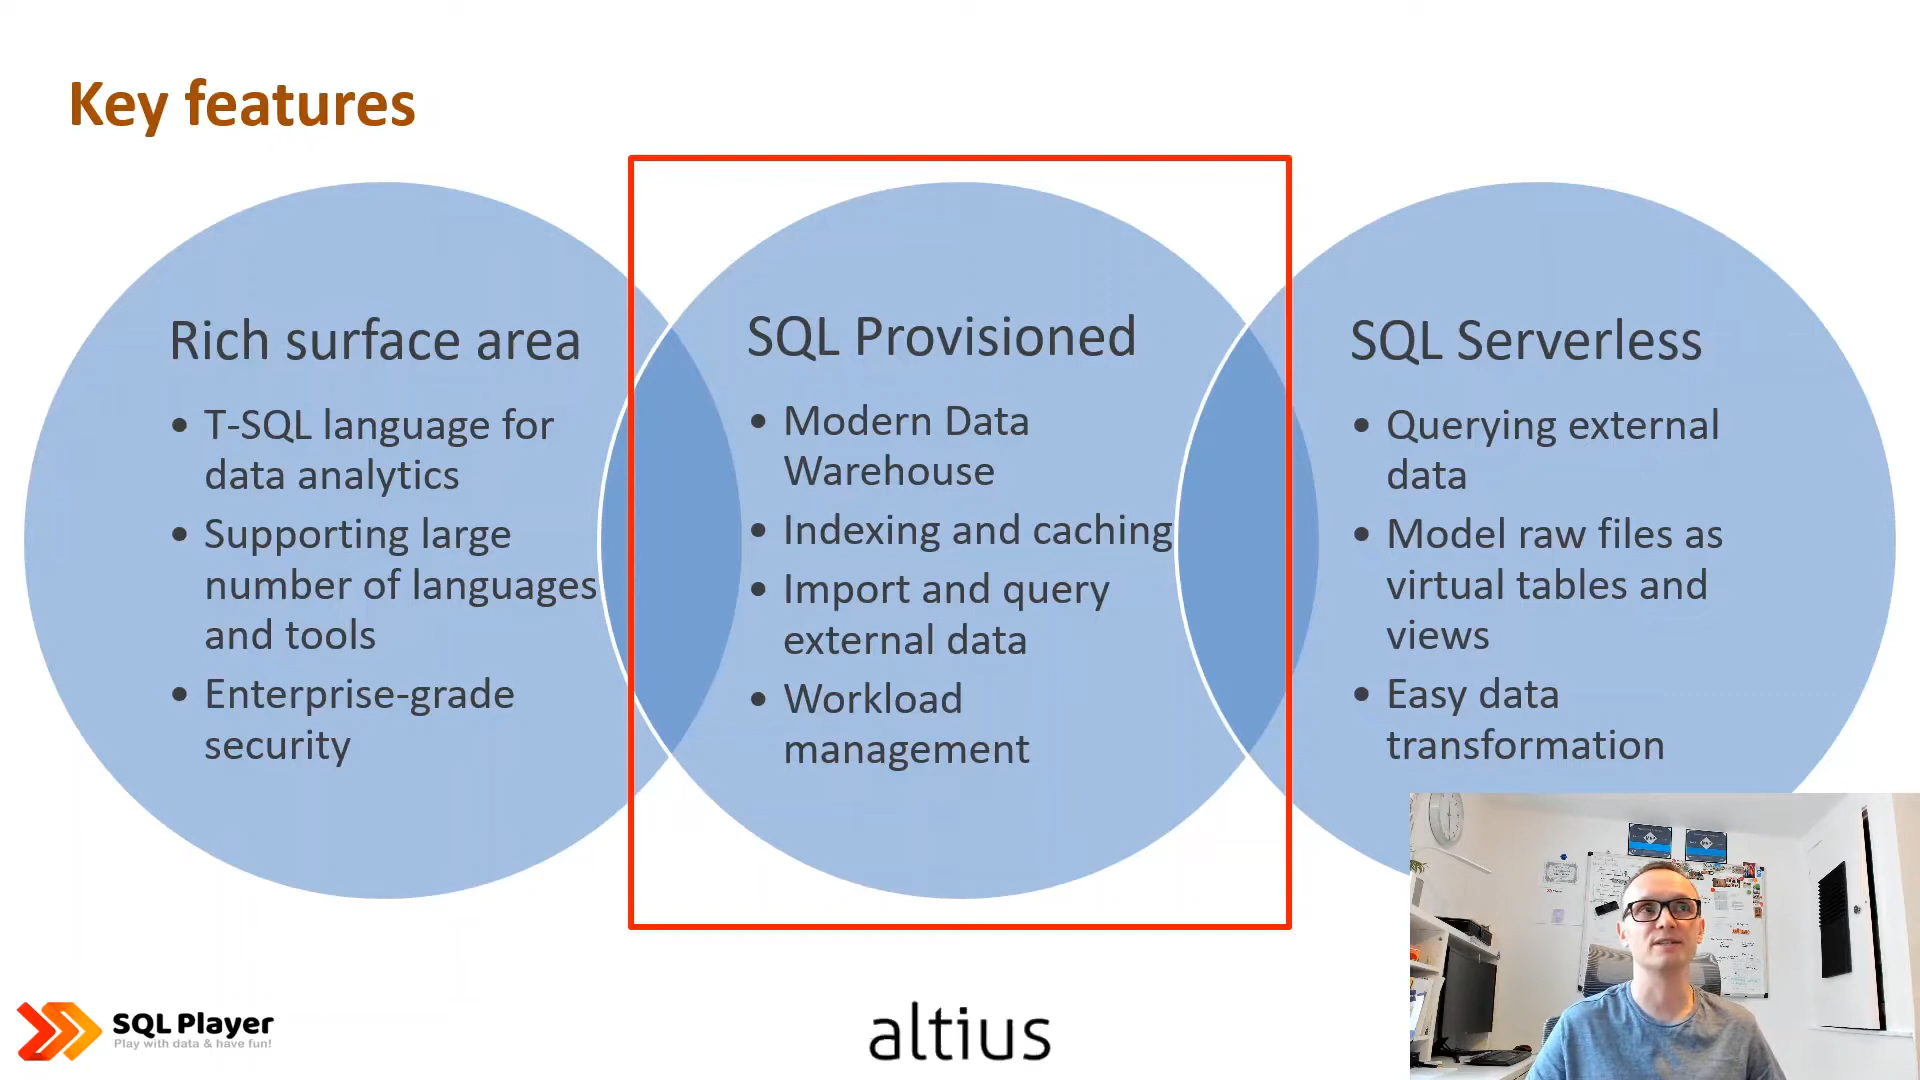 Key features
Rich surface area
• T-SQL language for
data analytics
• Supporting large
number of languages
and tools
• Enterprise-grade
security
SQL Provisioned
• Modern Data
Warehouse
• Indexing and caching
• Import and query
external data
• Workload
management
SQL Serverless
• Querying external
data
• Model raw files as
virtual tables and
views
• Easy data
transformation
SQL Player
Play with data & have fun!
altius